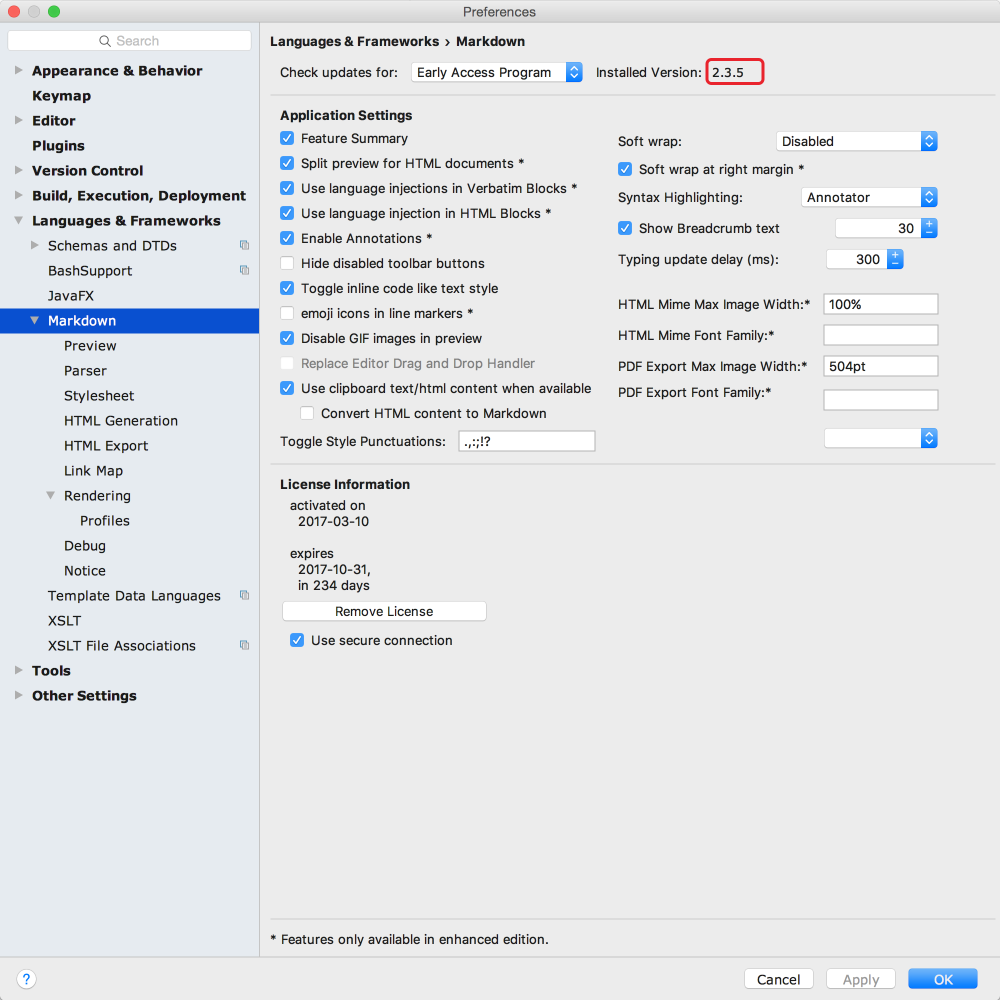 Preferences
Search
Appearance & Behavior
Keymap
Editor
Plugins
Version Control
Build, Execution, Deployment
Languages & Frameworks
Schemas and DTDs
BashSupport
JavaFX
Markdown
Preview
Parser
Stylesheet
HTML Generation
HTML Export
Link Map
Rendering
Profiles
Debug
Notice
Template Data Languages
XSLT
XSLT File Associations
Tools
Other Settings
?
Languages & Frameworks › Markdown
Check updates for: Early Access Program Installed Version: 2.3.5
Application Settings
Feature Summary
Split preview for HTML documents *
Use language injections in Verbatim Blocks *
Use language injection in HTML Blocks *
Enable Annotations *
Hide disabled toolbar buttons
Toggle inline code like text style
emoji icons in line markers *
Disable GIF images in preview
Replace Editor Drag and Drop Handler
Use clipboard text/html content when available
Convert HTML content to Markdown
Toggle Style Punctuations: .,:;!?
Soft wrap: Disabled
Soft wrap at right margin *
Syntax Highlighting: Annotator
Show Breadcrumb text 30
Typing update delay (ms): 300
HTML Mime Max Image Width:* 100%
HTML Mime Font Family:*
PDF Export Max Image Width:* 504pt
PDF Export Font Family:*
License Information
activated on
2017-03-10
expires
2017-10-31,
in 234 days
Remove License
Use secure connection
* Features only available in enhanced edition.
Cancel Apply OK